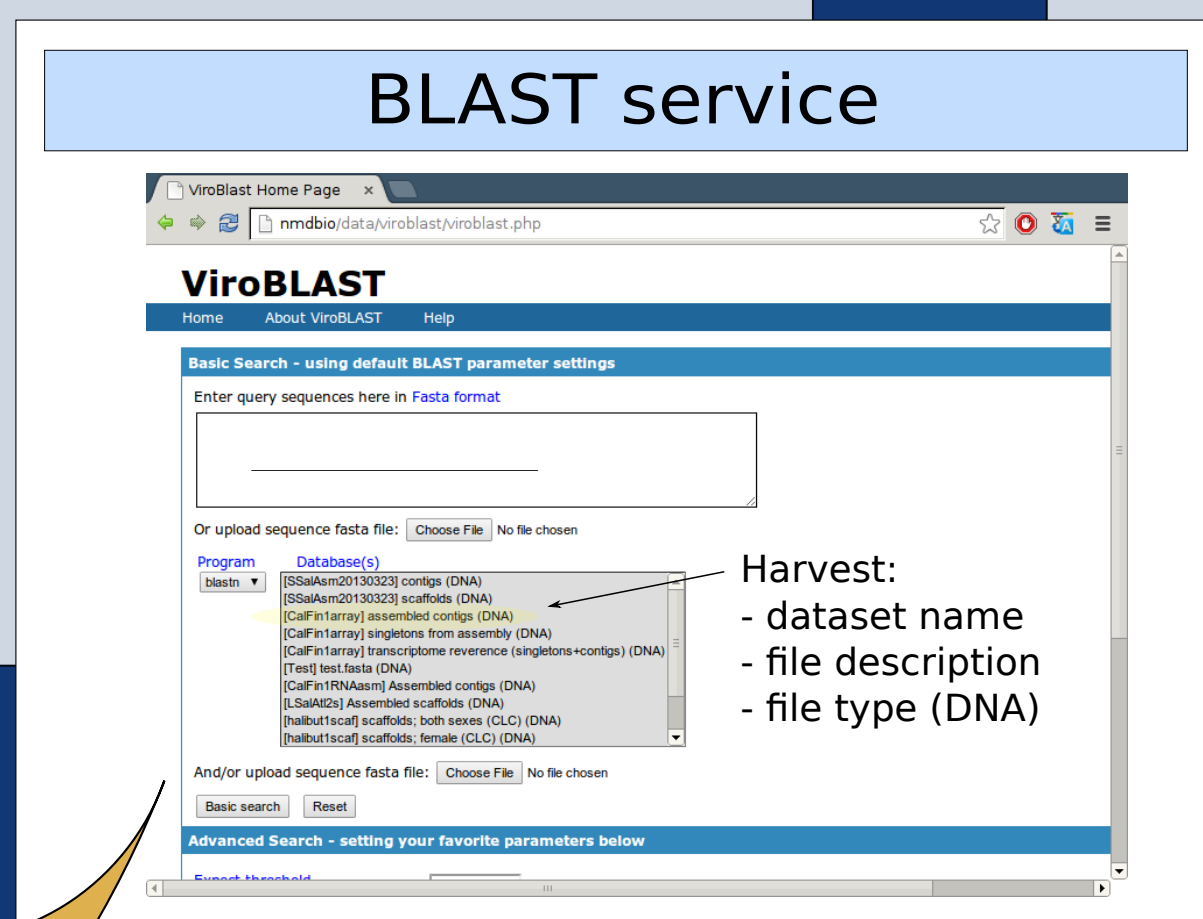 BLAST service
ViroBlast Home Page x
nmdbio/data/viroblast/viroblast.php
ViroBLAST
Home About ViroBLAST Help
Basic Search - using default BLAST parameter settings
Enter query sequences here in Fasta format
Or upload sequence fasta file: Choose File No file chosen
Program Database(s)
blastn
[SSalAsm20130323] contigs (DNA)
[SSalAsm20130323] scaffolds (DNA)
[CalFin1array] assembled contigs (DNA)
[CalFin1array] singletons from assembly (DNA)
[CalFin1array] transcriptome reverence (singletons+contigs) (DNA)
[Test] test.fasta (DNA)
[CalFin1RNAasm] Assembled contigs (DNA)
[LSalAtl2s] Assembled scaffolds (DNA)
[halibut1scaf] scaffolds; both sexes (CLC) (DNA)
[halibut1scaf] scaffolds; female (CLC) (DNA)
Harvest:
- dataset name
- file description
- file type (DNA)
And/or upload sequence fasta file: Choose File No file chosen
Basic search Reset
Advanced Search - setting your favorite parameters below
Expect threshold